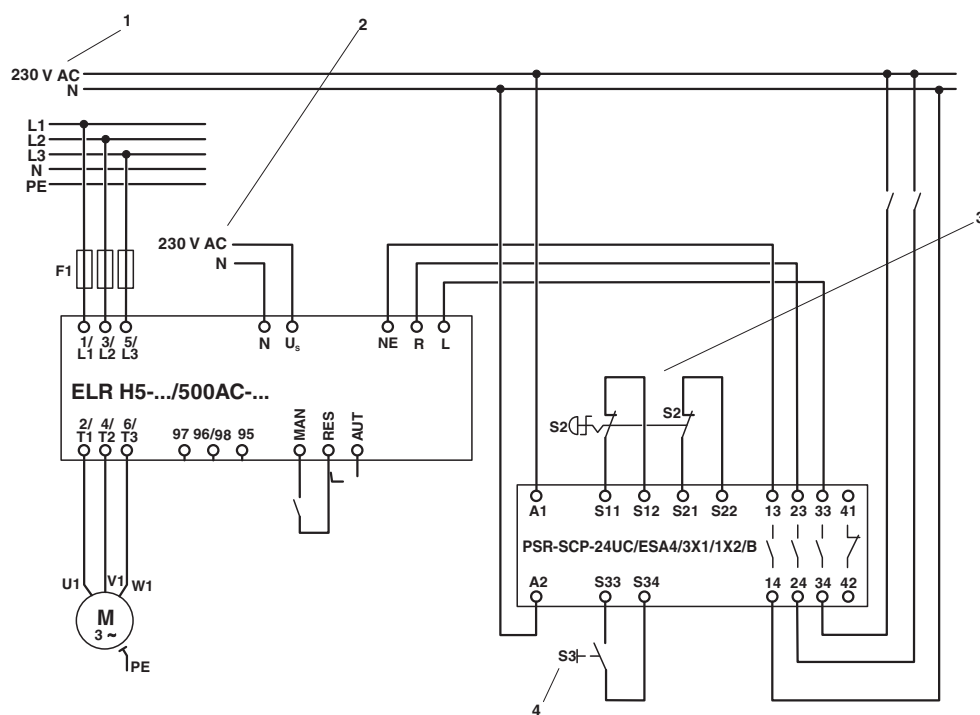 1
2
230 V AC
N
L1
L2
L3
N
PE
230 V AC
N
3
F1
1/ L1
3/ L2
5/ L3
N
Us
NE
R
L
ELR H5-.../500AC-...
2/ T1
4/ T2
6/ T3
97
96/98
95
MAN
RES
AUT
S2
S2
A1
S11
S12
S21
S22
13
23
33
41
PSR-SCP-24UC/ESA4/3X1/1X2/B
A2
S33
S34
14
24
34
42
U1
V1
W1
M
3 ~
PE
S3
4